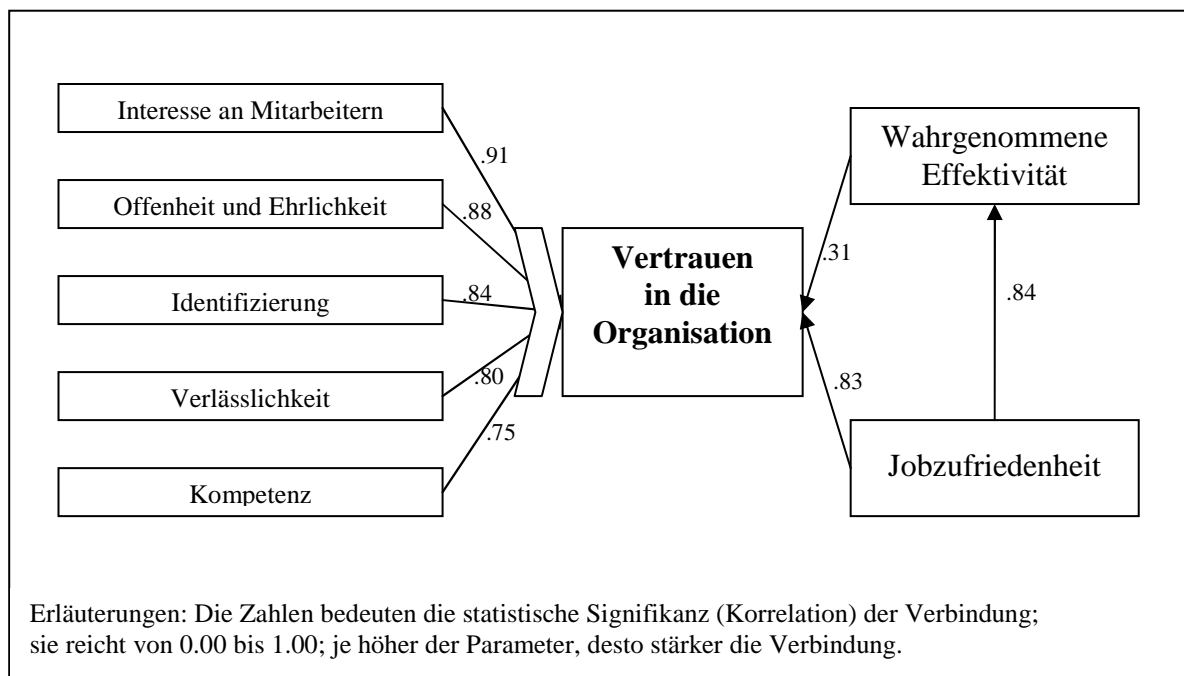 Interesse an Mitarbeitern
.91
Offenheit und Ehrlichkeit
.88
Identifizierung
.84
Verlässlichkeit
.80
Kompetenz
.75
Vertrauen
in die
Organisation
Wahrgenommene
Effektivität
.31
.84
.83
Jobzufriedenheit
Erläuterungen: Die Zahlen bedeuten die statistische Signifikanz (Korrelation) der Verbindung;
sie reicht von 0.00 bis 1.00; je höher der Parameter, desto stärker die Verbindung.